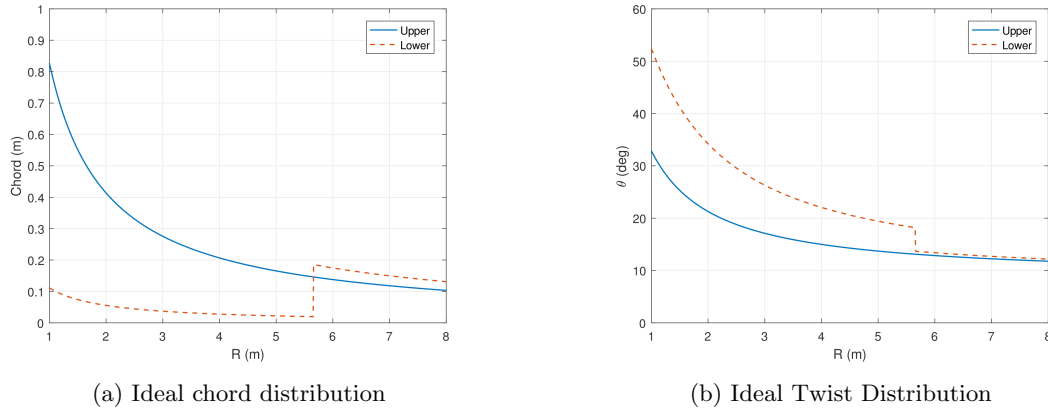 1
0.9
0.8
0.7
0.6
0.5
0.4
0.3
0.2
0.1
0
Chord (m)
1 2 3 4 5 6 7 8
R (m)
Upper
Lower
(a) Ideal chord distribution
60
50
40
30
20
10
0
θ (deg)
1 2 3 4 5 6 7 8
R (m)
Upper
Lower
(b) Ideal Twist Distribution